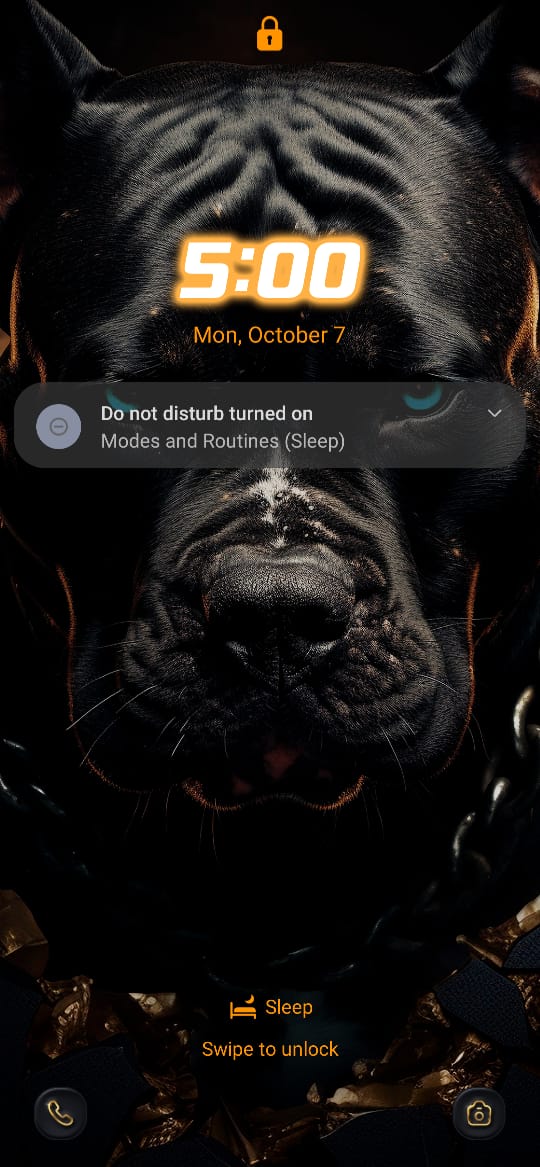 5:00
Mon, October 7
Do not disturb turned on
Modes and Routines (Sleep)
Sleep
Swipe to unlock